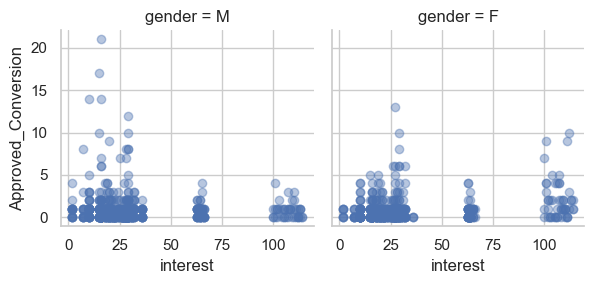 gender = M
gender = F
Approved_Conversion
20
15
10
5
0
0 25 50 75 100
0 25 50 75 100
interest
interest